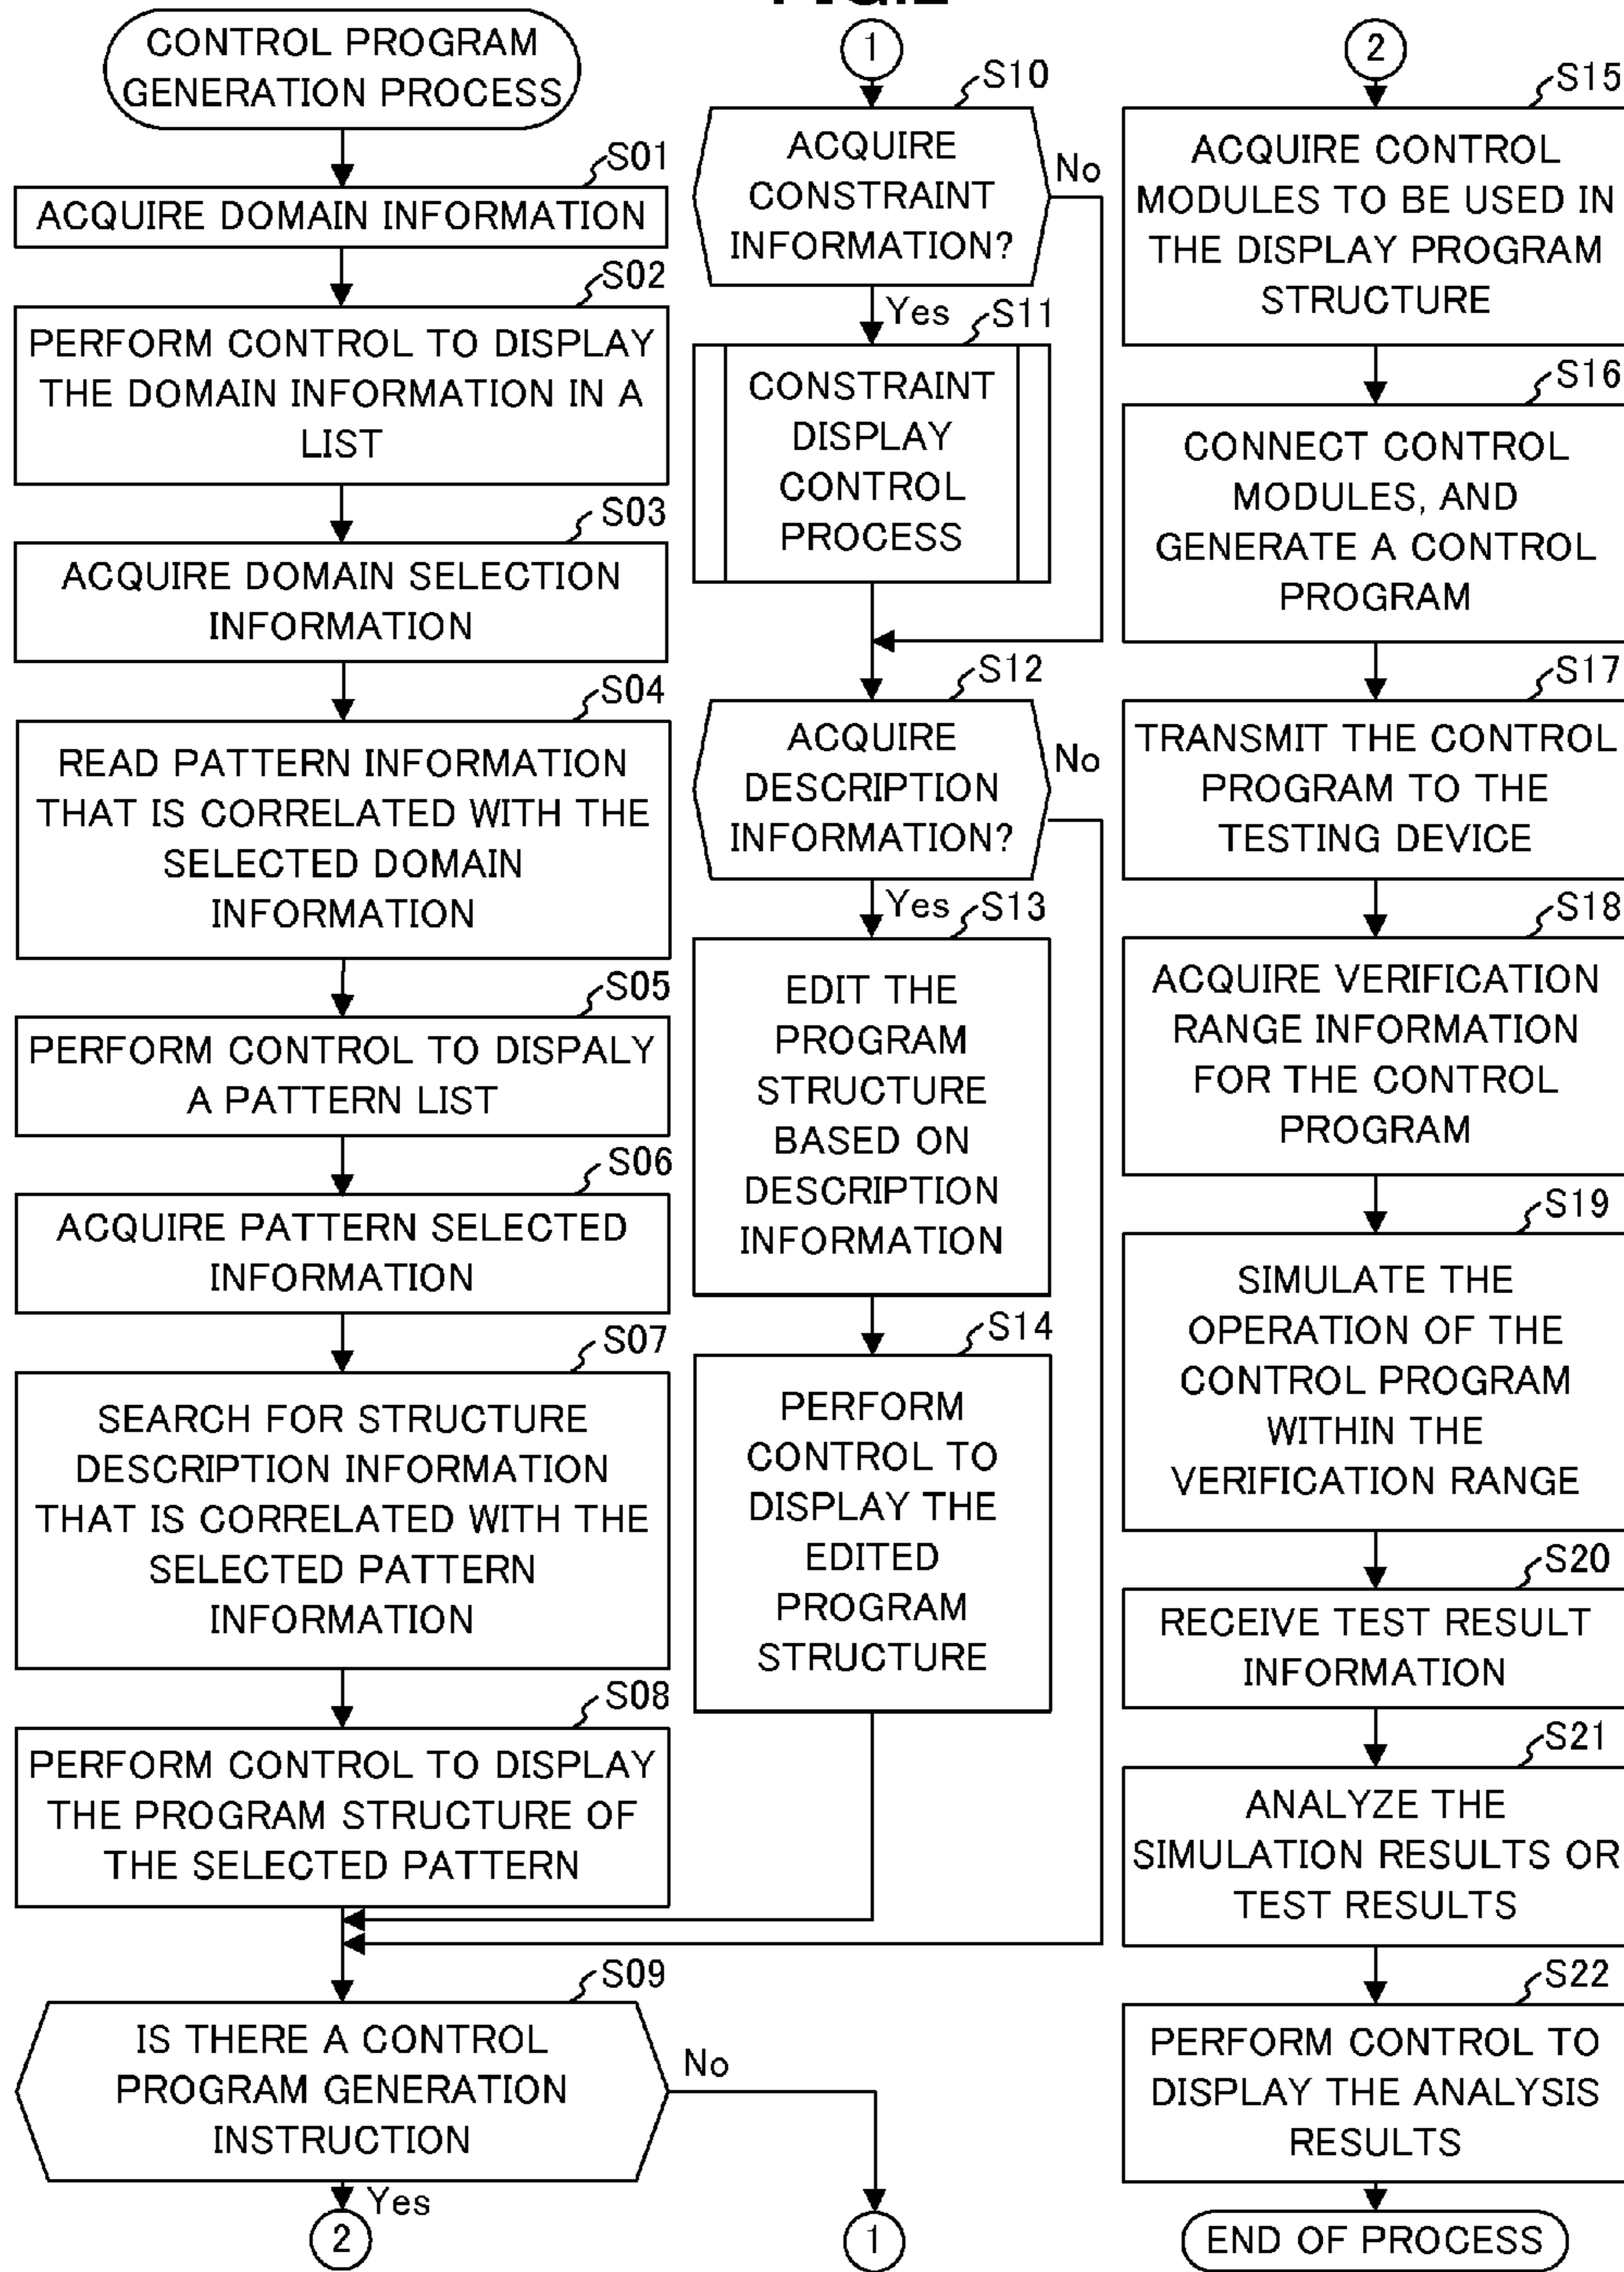 CONTROL PROGRAM
GENERATION PROCESS
S01
ACQUIRE DOMAIN INFORMATION
S02
PERFORM CONTROL TO DISPLAY
THE DOMAIN INFORMATION IN A
LIST
S03
ACQUIRE DOMAIN SELECTION
INFORMATION
S04
READ PATTERN INFORMATION
THAT IS CORRELATED WITH THE
SELECTED DOMAIN
INFORMATION
S05
PERFORM CONTROL TO DISPALY
A PATTERN LIST
S06
ACQUIRE PATTERN SELECTED
INFORMATION
S07
SEARCH FOR STRUCTURE
DESCRIPTION INFORMATION
THAT IS CORRELATED WITH THE
SELECTED PATTERN
INFORMATION
S08
PERFORM CONTROL TO DISPLAY
THE PROGRAM STRUCTURE OF
THE SELECTED PATTERN
S09
IS THERE A CONTROL
PROGRAM GENERATION
INSTRUCTION
No
Yes
2
1
1
S10
ACQUIRE
CONSTRAINT
INFORMATION?
No
Yes
S11
CONSTRAINT
DISPLAY
CONTROL
PROCESS
S12
ACQUIRE
DESCRIPTION
INFORMATION?
No
Yes
S13
EDIT THE
PROGRAM
STRUCTURE
BASED ON
DESCRIPTION
INFORMATION
S14
PERFORM
CONTROL TO
DISPLAY THE
EDITED
PROGRAM
STRUCTURE
2
S15
ACQUIRE CONTROL
MODULES TO BE USED IN
THE DISPLAY PROGRAM
STRUCTURE
S16
CONNECT CONTROL
MODULES, AND
GENERATE A CONTROL
PROGRAM
S17
TRANSMIT THE CONTROL
PROGRAM TO THE
TESTING DEVICE
S18
ACQUIRE VERIFICATION
RANGE INFORMATION
FOR THE CONTROL
PROGRAM
S19
SIMULATE THE
OPERATION OF THE
CONTROL PROGRAM
WITHIN THE
VERIFICATION RANGE
S20
RECEIVE TEST RESULT
INFORMATION
S21
ANALYZE THE
SIMULATION RESULTS OR
TEST RESULTS
S22
PERFORM CONTROL TO
DISPLAY THE ANALYSIS
RESULTS
END OF PROCESS